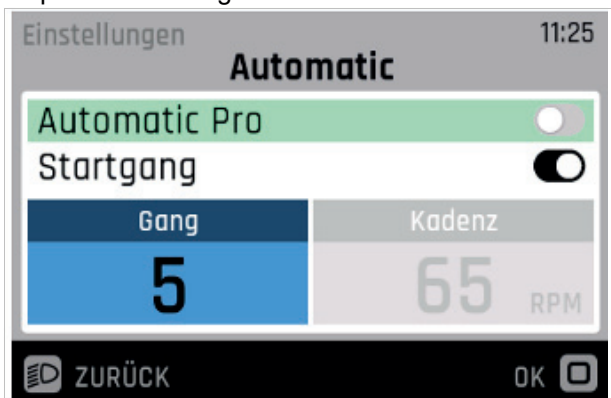 Einstellungen 11:25
Automatic
Automatic Pro
Startgang
Gang Kadenz
5 65 RPM
ZURÜCK OK